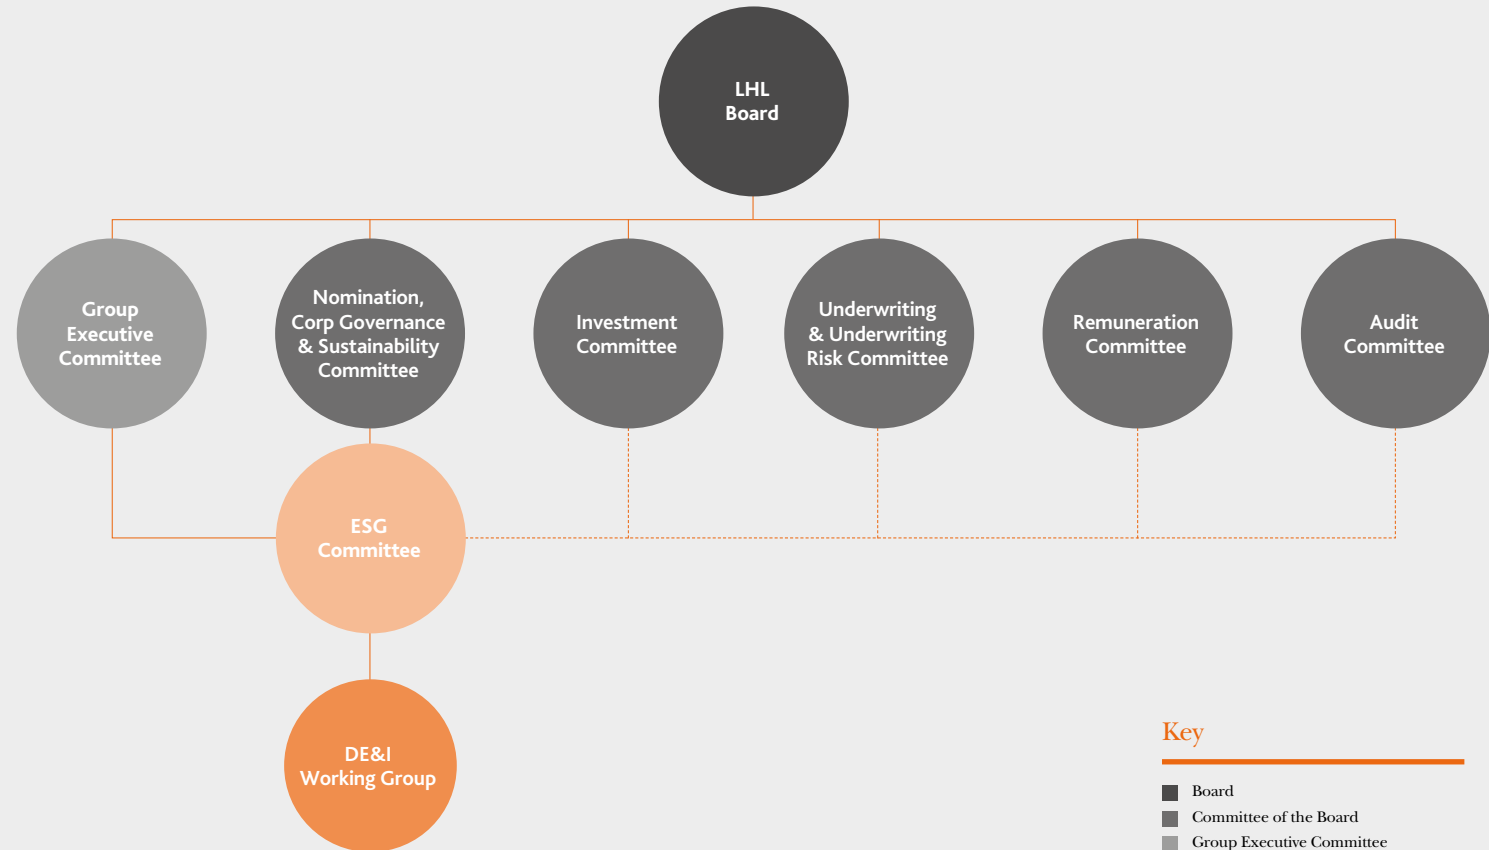 LHL
Board
Group
Executive
Committee
Nomination,
Corp Governance
& Sustainability
Committee
Investment
Committee
Underwriting
& Underwriting
Risk Committee
Remuneration
Committee
Audit
Committee
ESG
Committee
DE&I
Working Group
Key
Board
Committee of the Board
Group Executive Committee